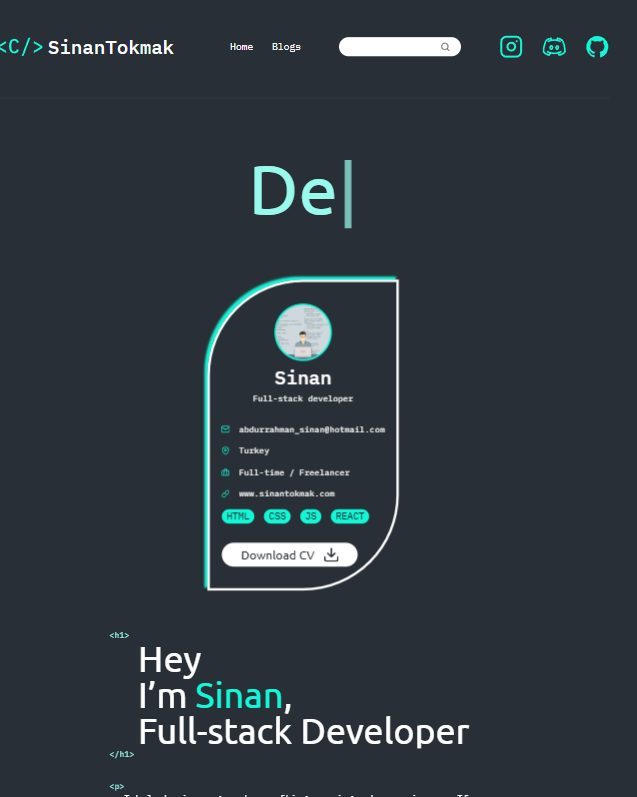 <C/> SinanTokmak
Home Blogs
De|
Sinan
Full-stack developer
abdurrahman_sinan@hotmail.com
Turkey
Full-time / Freelancer
www.sinantokmak.com
HTML CSS JS REACT
Download CV
<h1>
Hey
I’m Sinan,
Full-stack Developer
</h1>
<p>